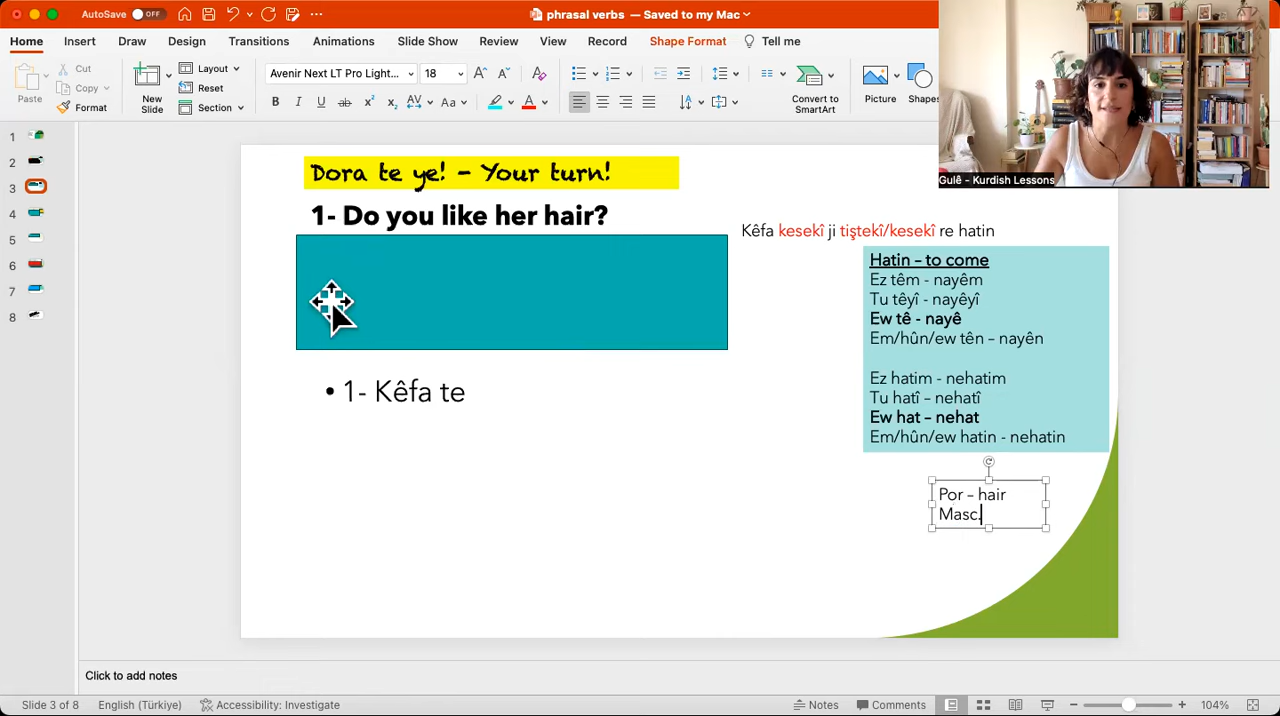 AutoSave OFF
phrasal verbs — Saved to my Mac
Home Insert Draw Design Transitions Animations Slide Show Review View Record Shape Format Tell me
Paste
Cut
Copy
Format
New Slide
Layout
Reset
Section
Avenir Next LT Pro Light... 18
B I U ab x² x₂ AV Aa A
Convert to SmartArt
Picture
Shapes
Gulê - Kurdish Lessons
1
2
3
4
5
6
7
8
Dora te ye! - Your turn!
1- Do you like her hair?
• 1- Kêfa te
Kêfa kesekî ji tiştekî/kesekî re hatin
Hatin – to come
Ez têm - nayêm
Tu têyî - nayêyî
Ew tê - nayê
Em/hûn/ew tên – nayên
Ez hatim - nehatim
Tu hatî – nehatî
Ew hat – nehat
Em/hûn/ew hatin - nehatin
Por – hair
Masc.
Click to add notes
Slide 3 of 8 English (Türkiye) Accessibility: Investigate Notes Comments 104%